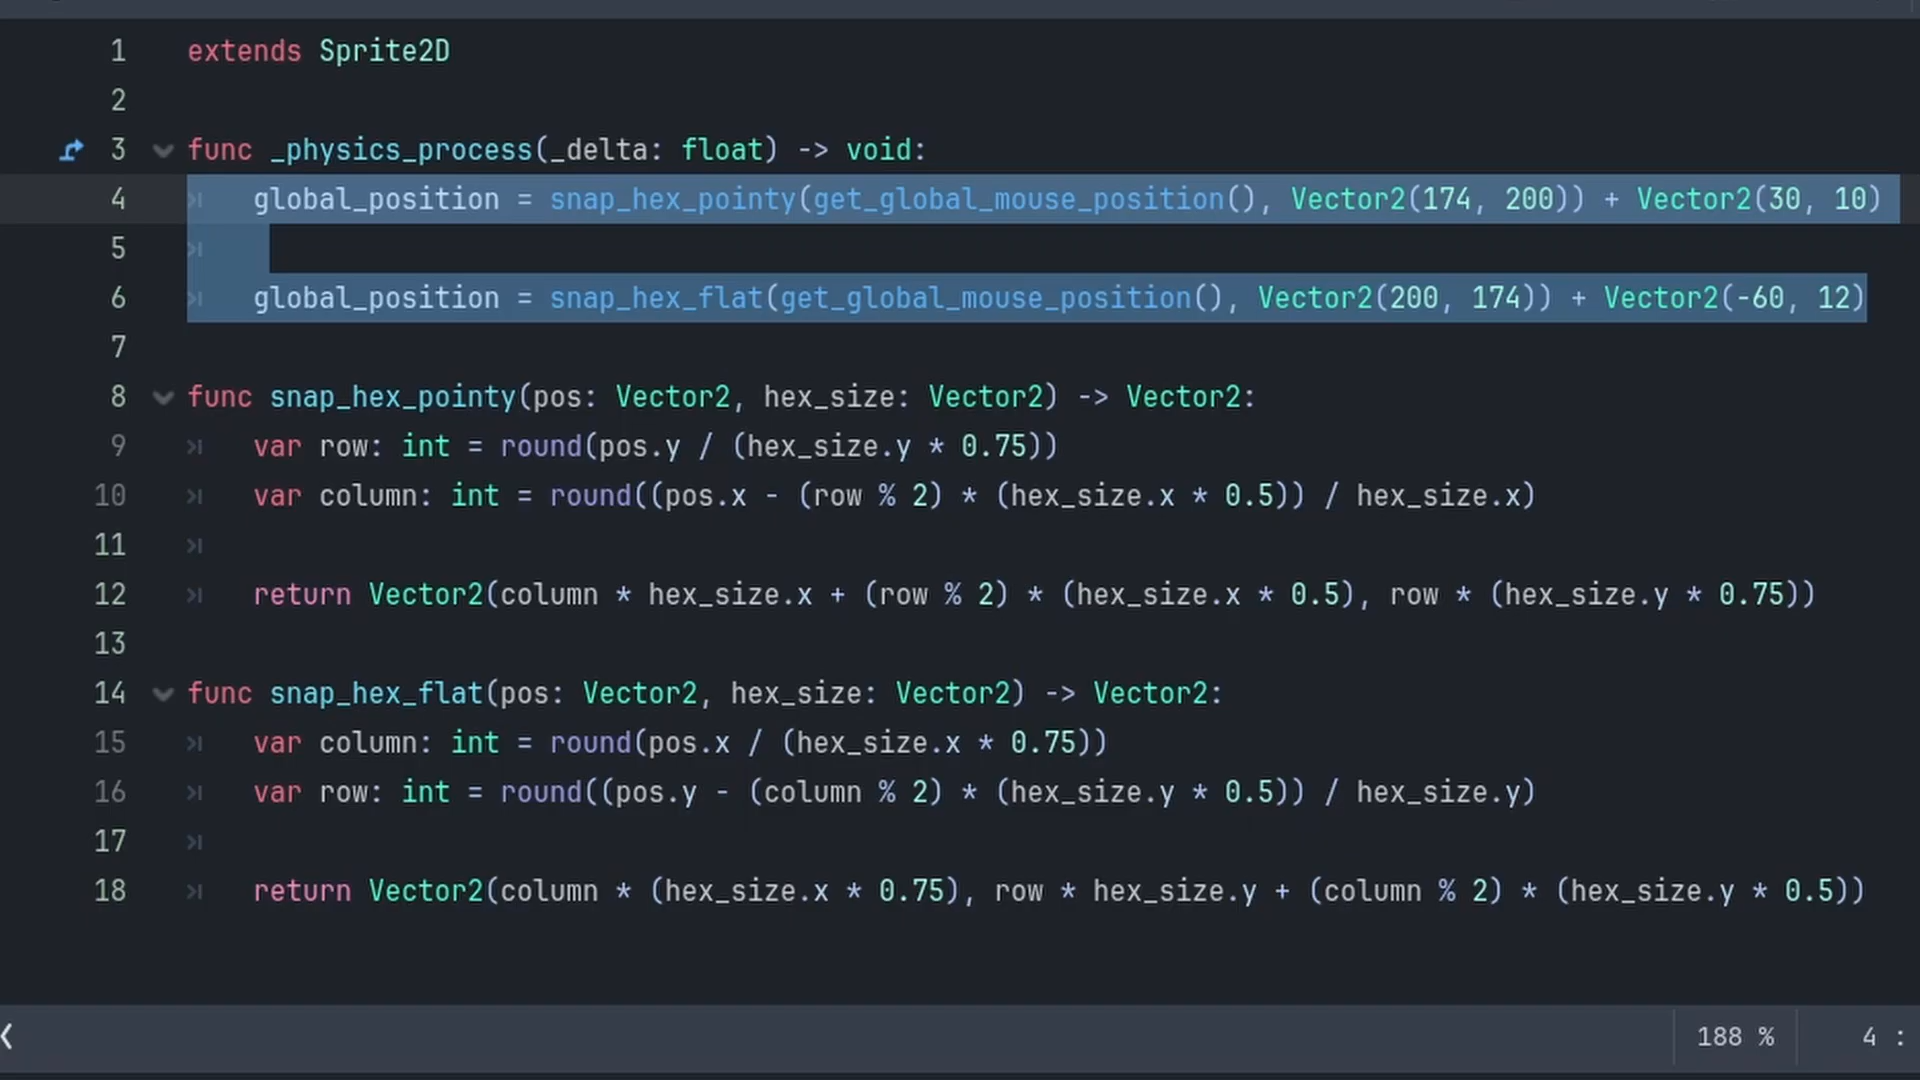 1 extends Sprite2D
2
3 func _physics_process(_delta: float) -> void:
4 global_position = snap_hex_pointy(get_global_mouse_position(), Vector2(174, 200)) + Vector2(30, 10)
5
6 global_position = snap_hex_flat(get_global_mouse_position(), Vector2(200, 174)) + Vector2(-60, 12)
7
8 func snap_hex_pointy(pos: Vector2, hex_size: Vector2) -> Vector2:
9 var row: int = round(pos.y / (hex_size.y * 0.75))
10 var column: int = round((pos.x - (row % 2) * (hex_size.x * 0.5)) / hex_size.x)
11
12 return Vector2(column * hex_size.x + (row % 2) * (hex_size.x * 0.5), row * (hex_size.y * 0.75))
13
14 func snap_hex_flat(pos: Vector2, hex_size: Vector2) -> Vector2:
15 var column: int = round(pos.x / (hex_size.x * 0.75))
16 var row: int = round((pos.y - (column % 2) * (hex_size.y * 0.5)) / hex_size.y)
17
18 return Vector2(column * (hex_size.x * 0.75), row * hex_size.y + (column % 2) * (hex_size.y * 0.5))
188 % 4 :